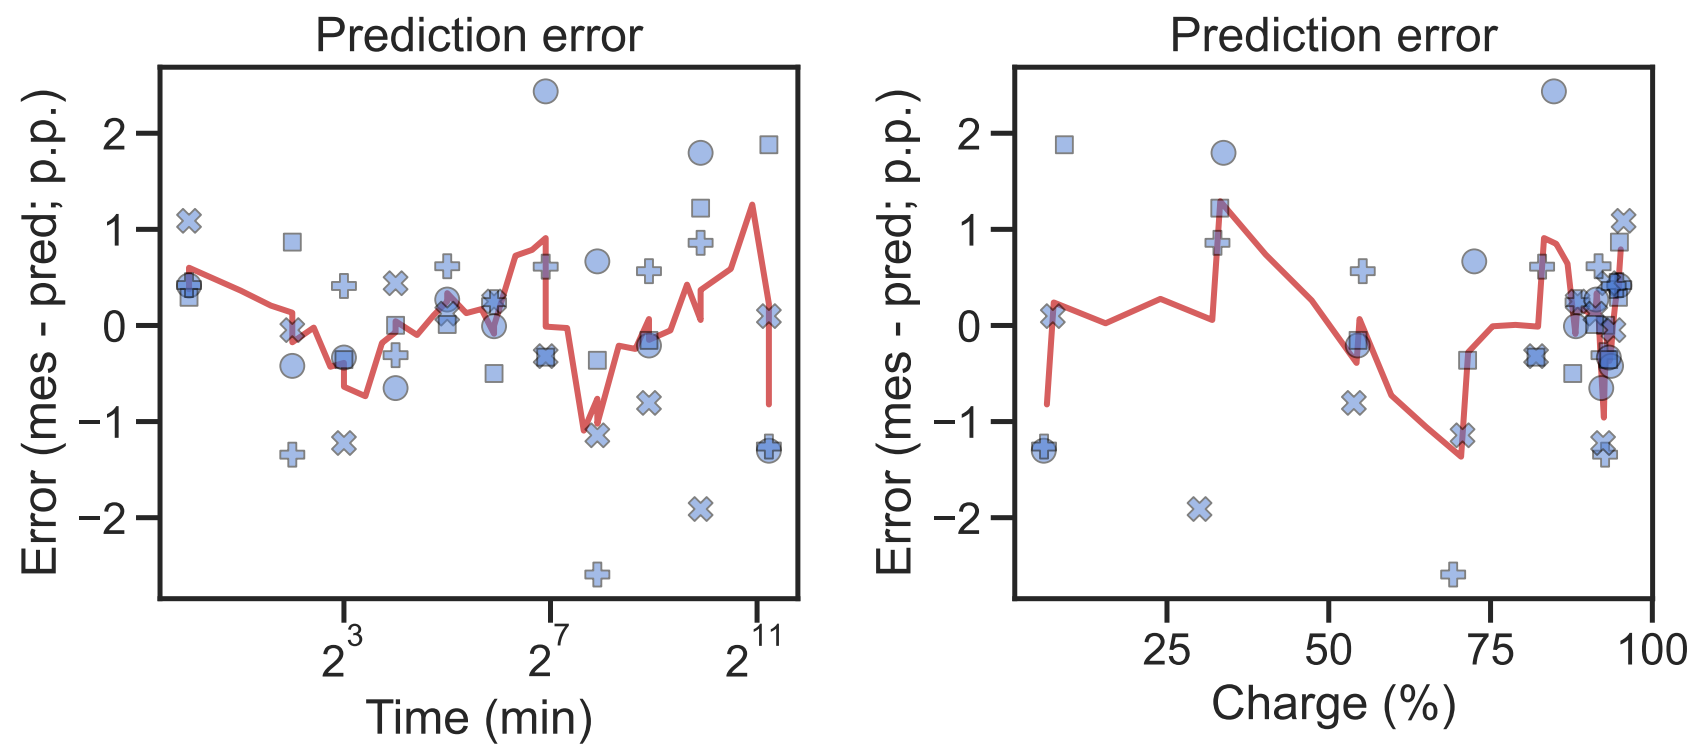 Prediction error
Error (mes - pred; p.p.)
2
1
0
−1
−2
2^3
2^7
2^11
Time (min)
Prediction error
Error (mes - pred; p.p.)
2
1
0
−1
−2
25
50
75
100
Charge (%)